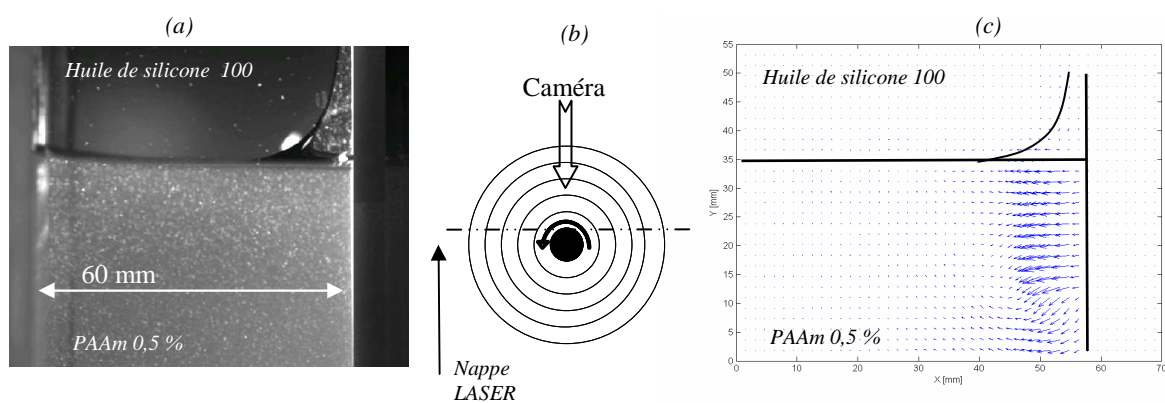 (a)
Huile de silicone 100
60 mm
PAAm 0,5 %
(b)
Caméra
Nappe
LASER
(c)
Huile de silicone 100
PAAm 0,5 %
Y [mm]
55
50
45
40
35
30
25
20
15
10
5
0
0 10 20 30 40 50 60 70
X [mm]